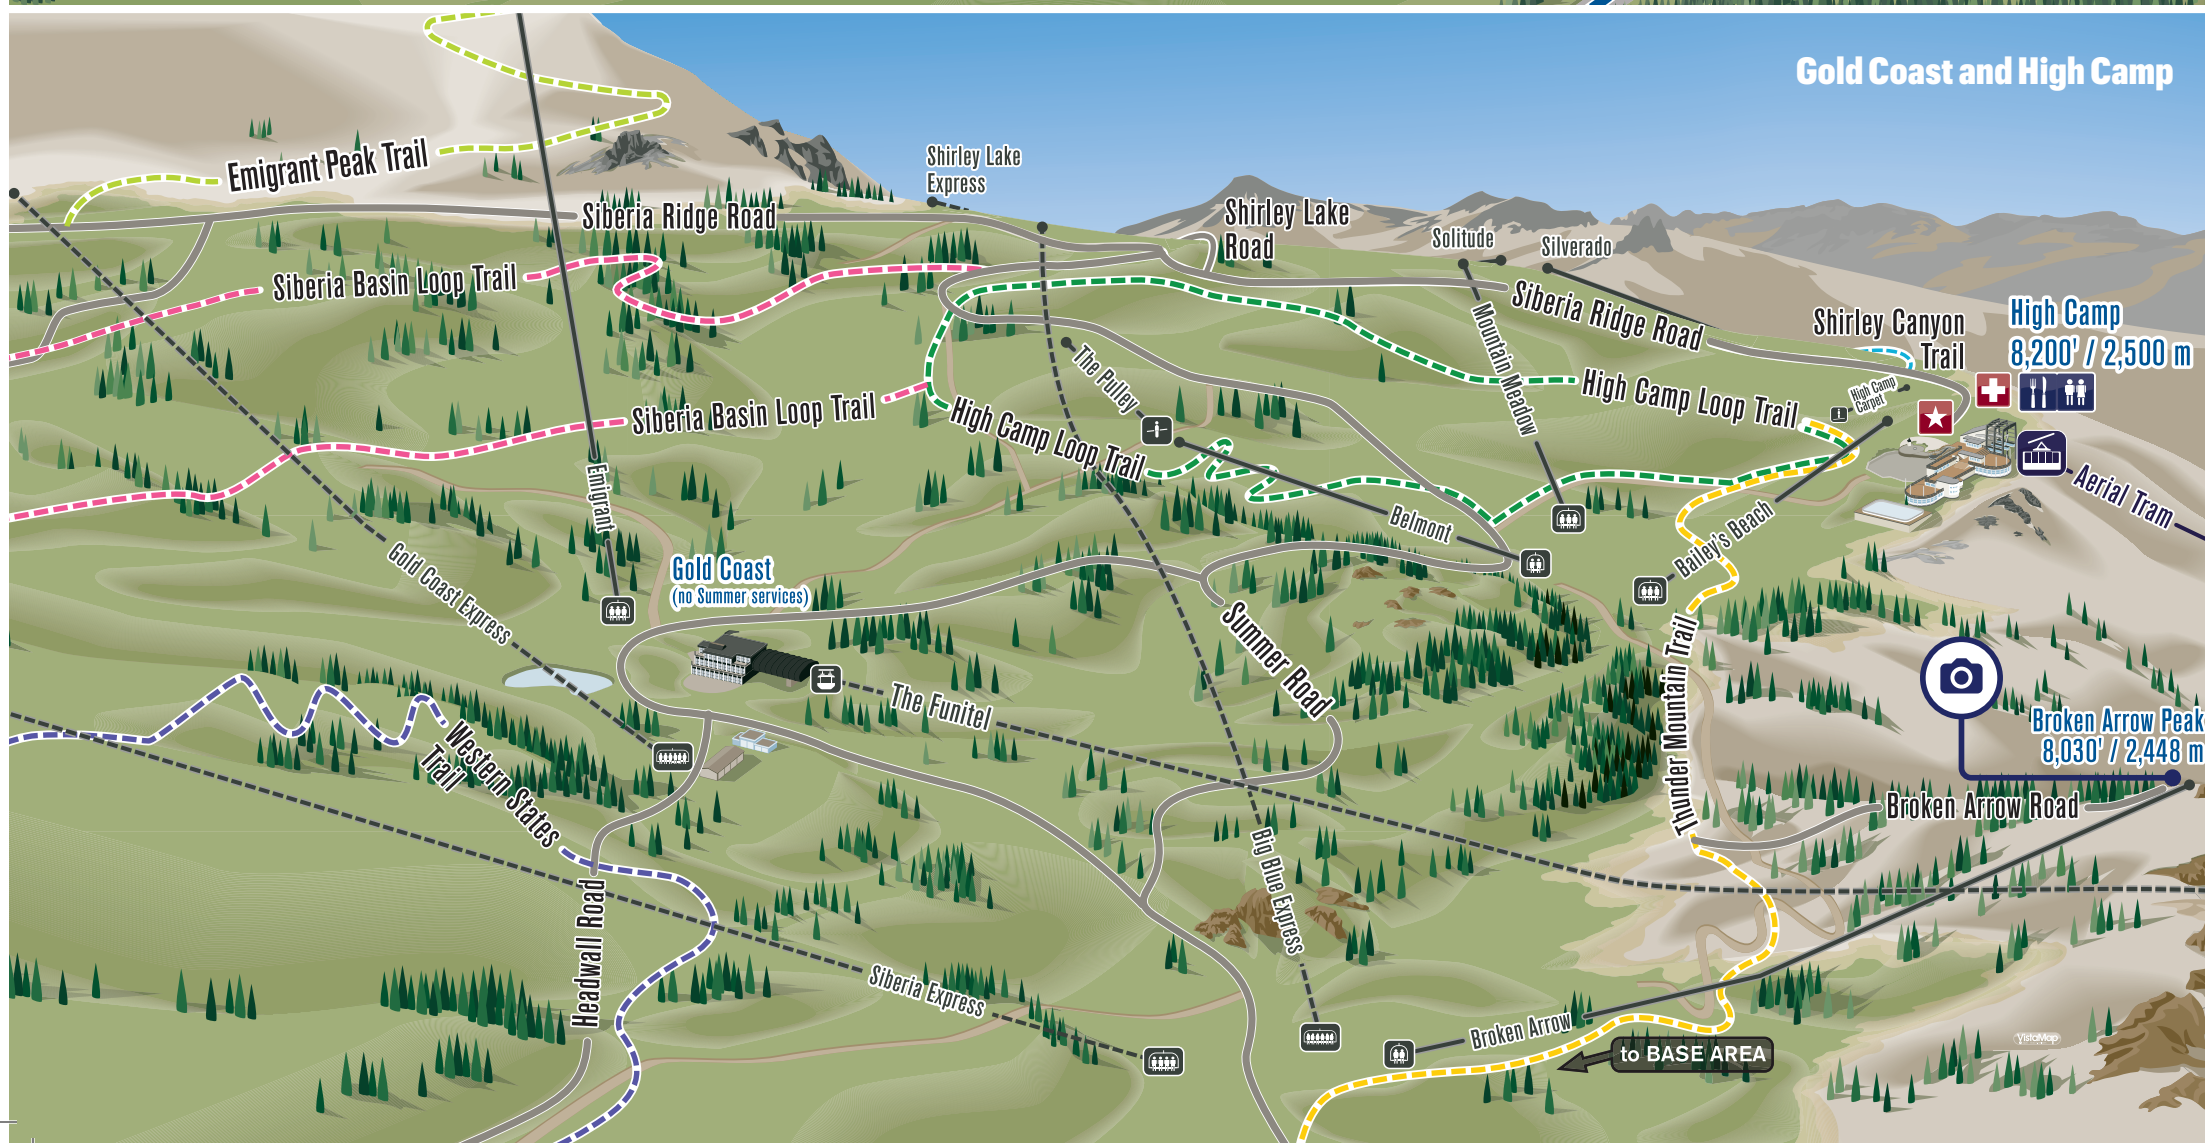 Gold Coast and High Camp
Emigrant Peak Trail
Shirley Lake
Express
Siberia Ridge Road
Shirley Lake
Road
Solitude
Silverado
Siberia Basin Loop Trail
Siberia Ridge Road
Shirley Canyon
Trail
High Camp
8,200' / 2,500 m
Mountain Meadow
The Pulley
High Camp Loop Trail
High Camp
Carpet
Siberia Basin Loop Trail
High Camp Loop Trail
Aerial Tram
Emigrant
Belmont
Bailey's Beach
Gold Coast Express
Gold Coast
(no Summer services)
Summer Road
Thunder Mountain Trail
The Funitel
Broken Arrow Peak
8,030' / 2,448 m
Western States
Trail
Broken Arrow Road
Big Blue Express
Headwall Road
Siberia Express
Broken Arrow
to BASE AREA
VistaMap